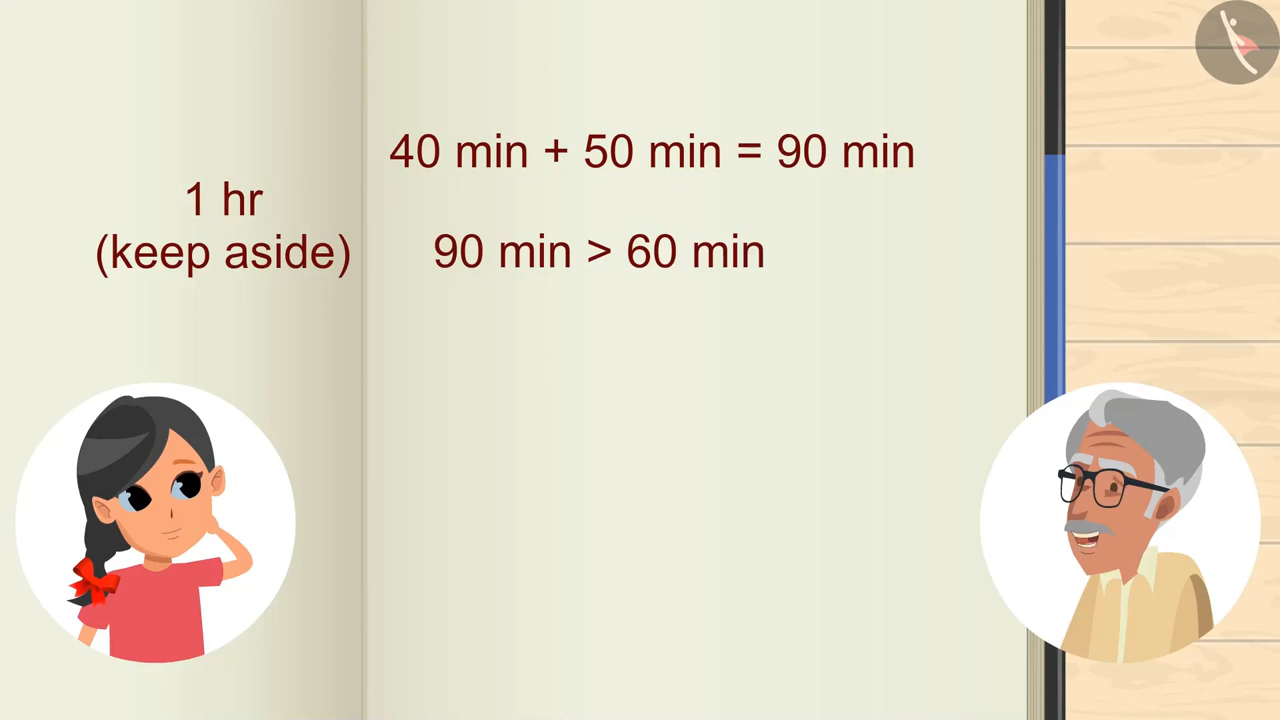 40 min + 50 min = 90 min
1 hr
(keep aside)
90 min > 60 min